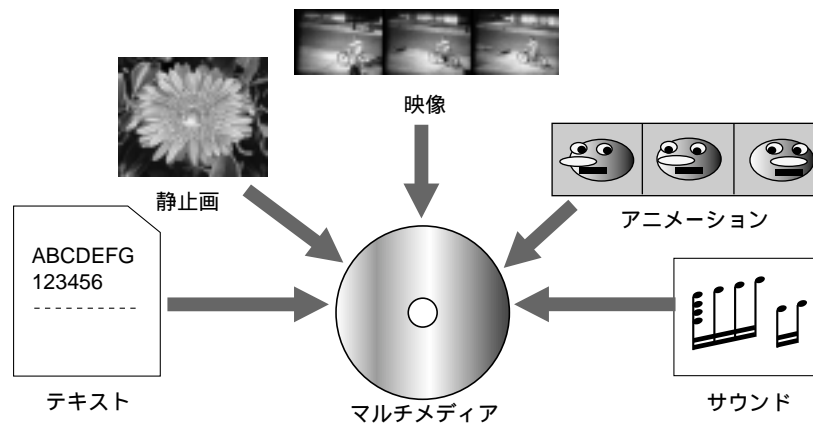 映像
静止画
アニメーション
ABCDEFG
123456
テキスト
マルチメディア
サウンド